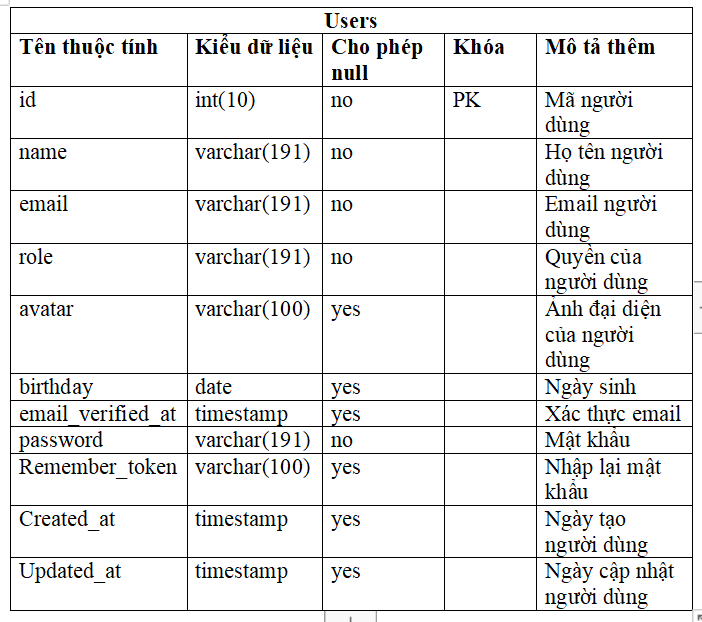 Users
Tên thuộc tính Kiểu dữ liệu Cho phép null Khóa Mô tả thêm
id int(10) no PK Mã người dùng
name varchar(191) no Họ tên người dùng
email varchar(191) no Email người dùng
role varchar(191) no Quyền của người dùng
avatar varchar(100) yes Ảnh đại diện của người dùng
birthday date yes Ngày sinh
email_verified_at timestamp yes Xác thực email
password varchar(191) no Mật khẩu
Remember_token varchar(100) yes Nhập lại mật khẩu
Created_at timestamp yes Ngày tạo người dùng
Updated_at timestamp yes Ngày cập nhật người dùng